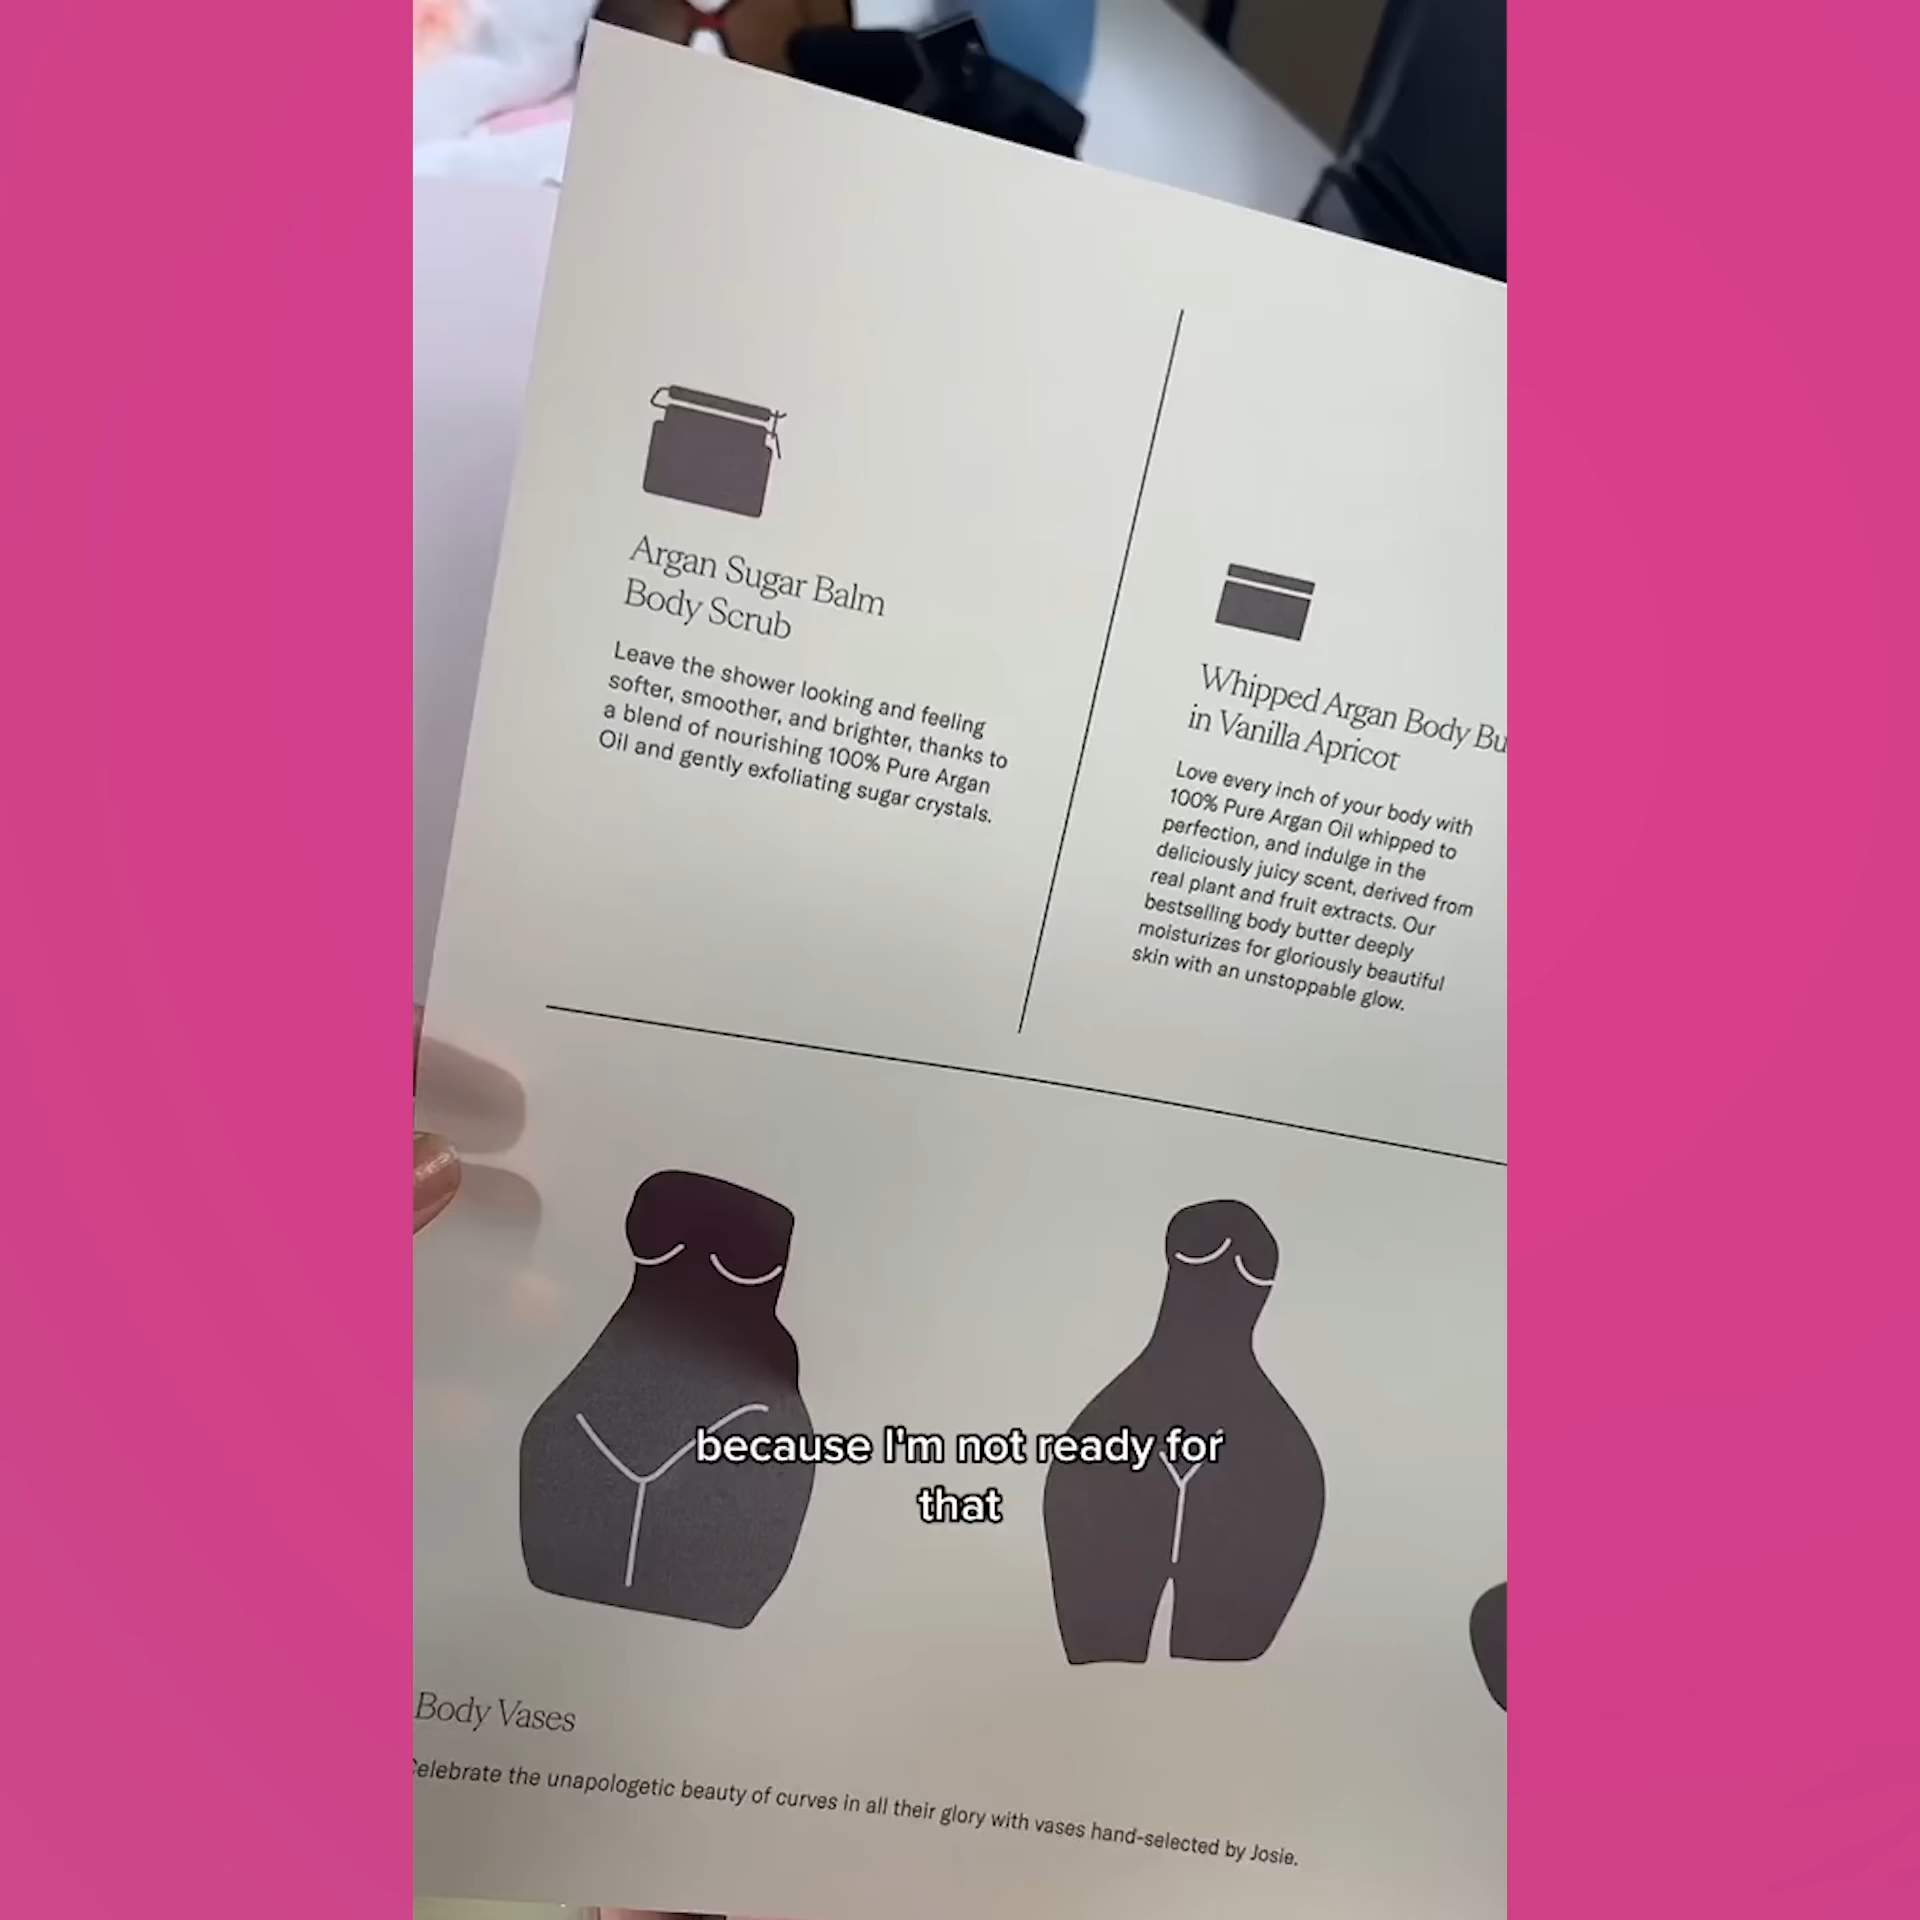 Argan Sugar Balm
Body Scrub
Leave the shower looking and feeling
softer, smoother, and brighter, thanks to
a blend of nourishing 100% Pure Argan
Oil and gently exfoliating sugar crystals.
Whipped Argan Body Bu
in Vanilla Apricot
Love every inch of your body with
100% Pure Argan Oil whipped to
perfection, and indulge in the
deliciously juicy scent, derived from
real plant and fruit extracts. Our
bestselling body butter deeply
moisturizes for gloriously beautiful
skin with an unstoppable glow.
because I'm not ready for
that
Body Vases
Celebrate the unapologetic beauty of curves in all their glory with vases hand-selected by Josie.